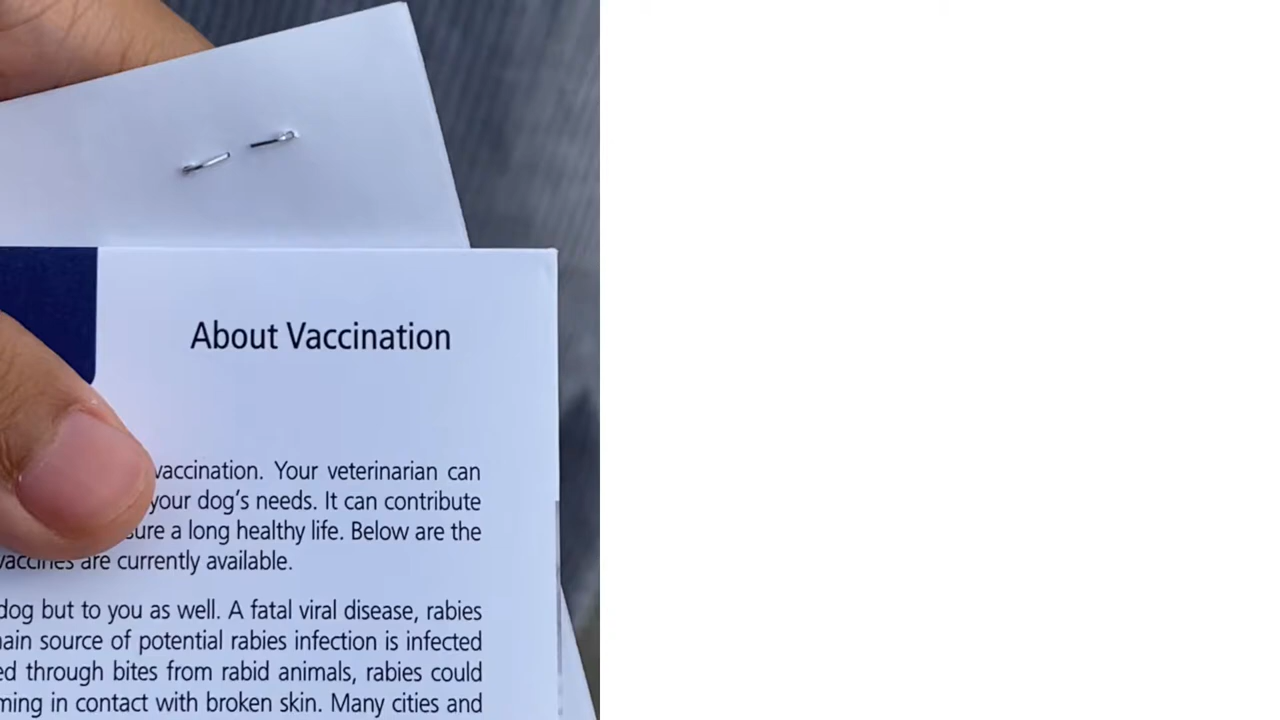 About Vaccination
vaccination. Your veterinarian can
your dog's needs. It can contribute
sure a long healthy life. Below are the
vaccines are currently available.
dog but to you as well. A fatal viral disease, rabies
ain source of potential rabies infection is infected
ed through bites from rabid animals, rabies could
ming in contact with broken skin. Many cities and